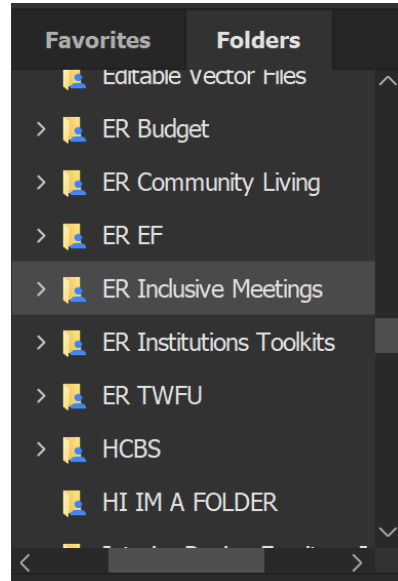 Favorites Folders
Editable Vector Files
ER Budget
ER Community Living
ER EF
ER Inclusive Meetings
ER Institutions Toolkits
ER TWFU
HCBS
HI IM A FOLDER